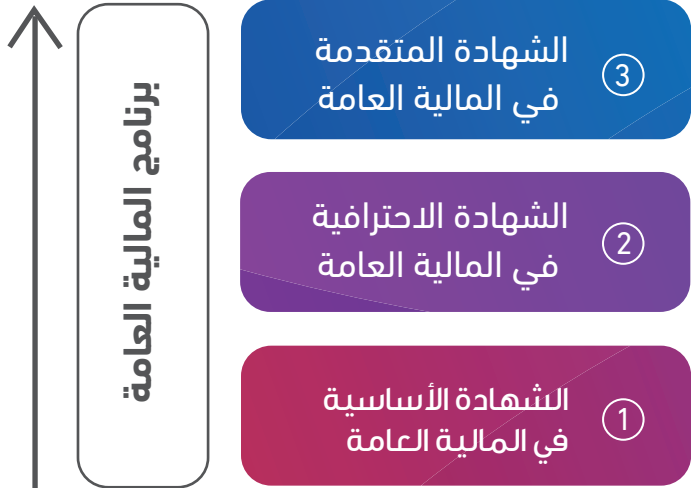 برنامج المالية العامة
3
الشهادة المتقدمة
في المالية العامة
2
الشهادة الاحترافية
في المالية العامة
1
الشهادة الأساسية
في المالية العامة